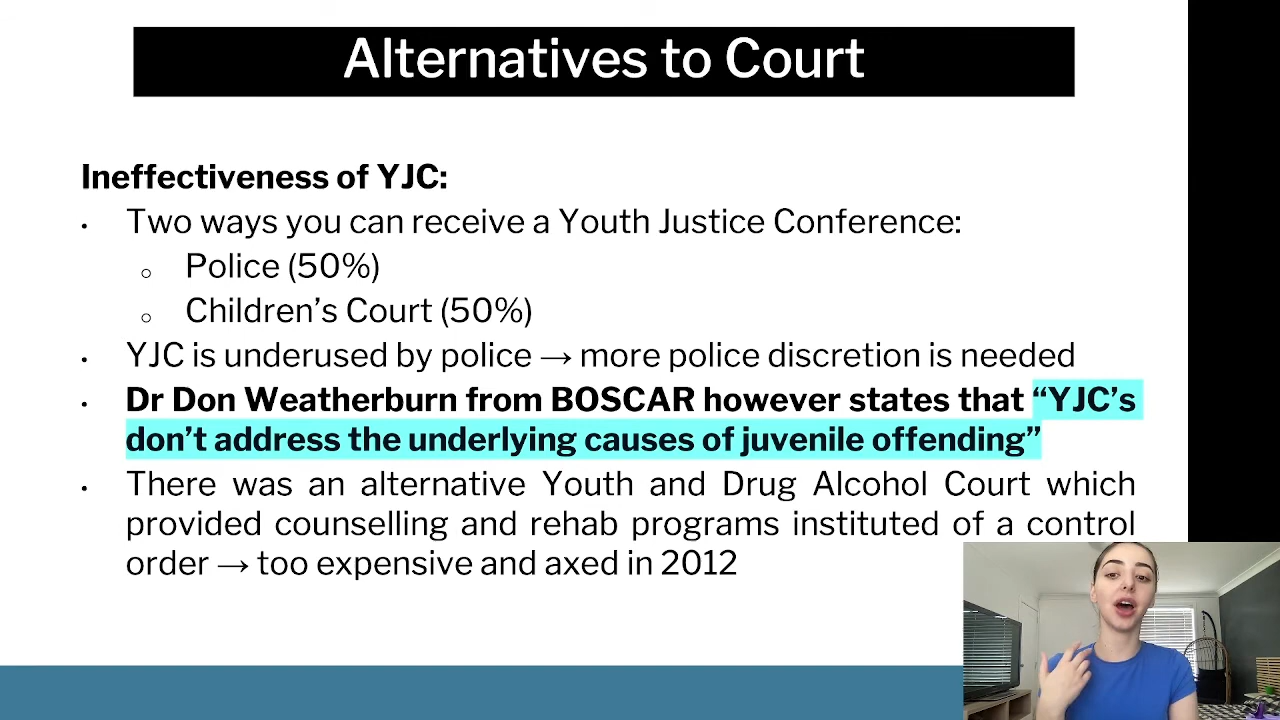 Alternatives to Court
Ineffectiveness of YJC:
• Two ways you can receive a Youth Justice Conference:
○ Police (50%)
○ Children’s Court (50%)
• YJC is underused by police → more police discretion is needed
• Dr Don Weatherburn from BOSCAR however states that “YJC’s
don’t address the underlying causes of juvenile offending”
• There was an alternative Youth and Drug Alcohol Court which
provided counselling and rehab programs instituted of a control
order → too expensive and axed in 2012